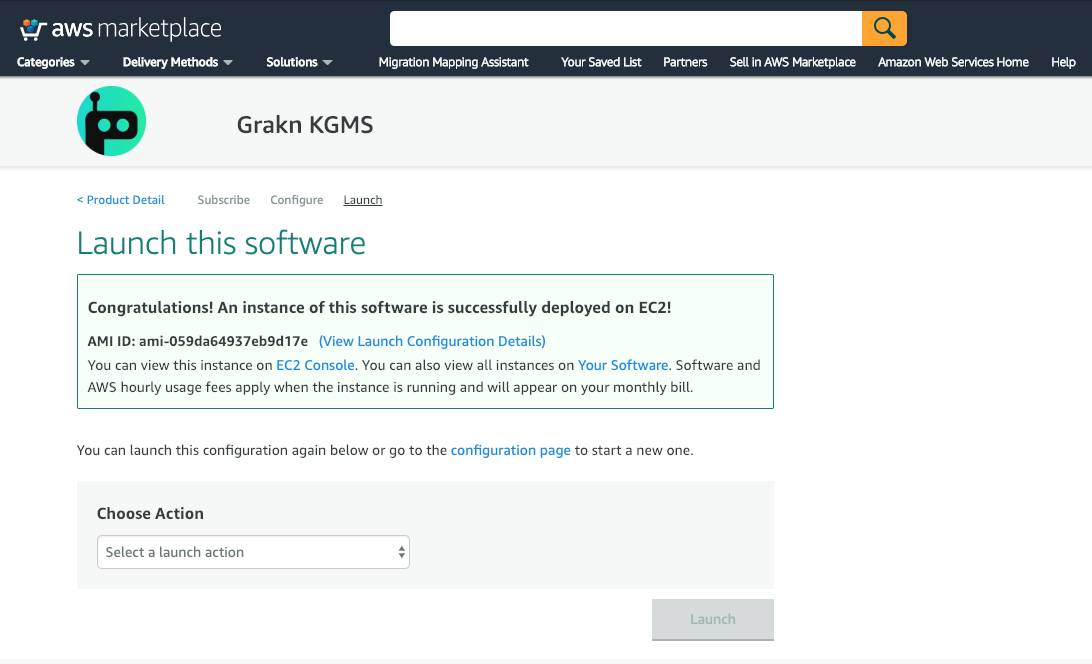 aws marketplace
Categories Delivery Methods Solutions Migration Mapping Assistant Your Saved List Partners Sell in AWS Marketplace Amazon Web Services Home Help
Grakn KGMS
< Product Detail Subscribe Configure Launch
Launch this software
Congratulations! An instance of this software is successfully deployed on EC2!
AMI ID: ami-059da64937eb9d17e (View Launch Configuration Details)
You can view this instance on EC2 Console. You can also view all instances on Your Software. Software and
AWS hourly usage fees apply when the instance is running and will appear on your monthly bill.
You can launch this configuration again below or go to the configuration page to start a new one.
Choose Action
Select a launch action
Launch